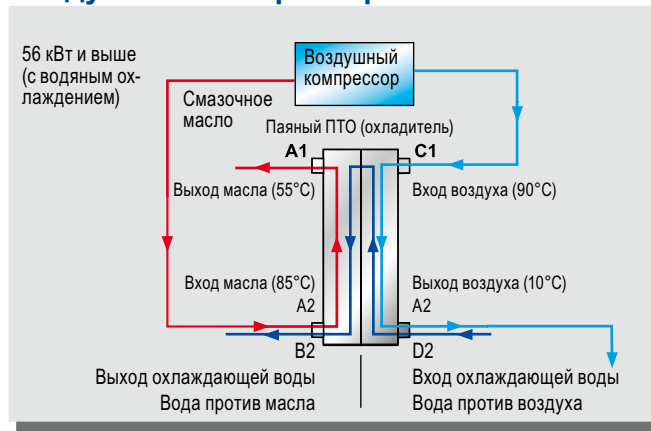 56 кВт и выше
(с водяным ох-
лаждением)
Воздушный
компрессор
Смазочное
масло
Паяный ПТО (охладитель)
A1
C1
Выход масла (55°C)
Вход воздуха (90°C)
Вход масла (85°C)
Выход воздуха (10°C)
A2
A2
B2
D2
Выход охлаждающей воды
Вход охлаждающей воды
Вода против масла
Вода против воздуха